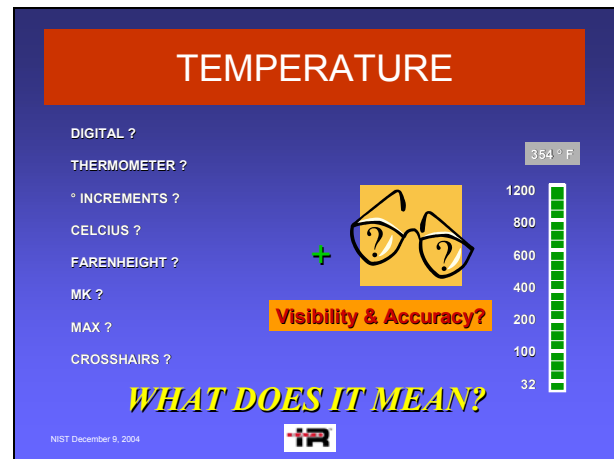 TEMPERATURE
DIGITAL ?
THERMOMETER ?
° INCREMENTS ?
CELCIUS ?
FARENHEIGHT ?
MK ?
MAX ?
CROSSHAIRS ?
+
? ?
Visibility & Accuracy?
354 ° F
1200
800
600
400
200
100
32
WHAT DOES IT MEAN?
NIST December 9, 2004
iR